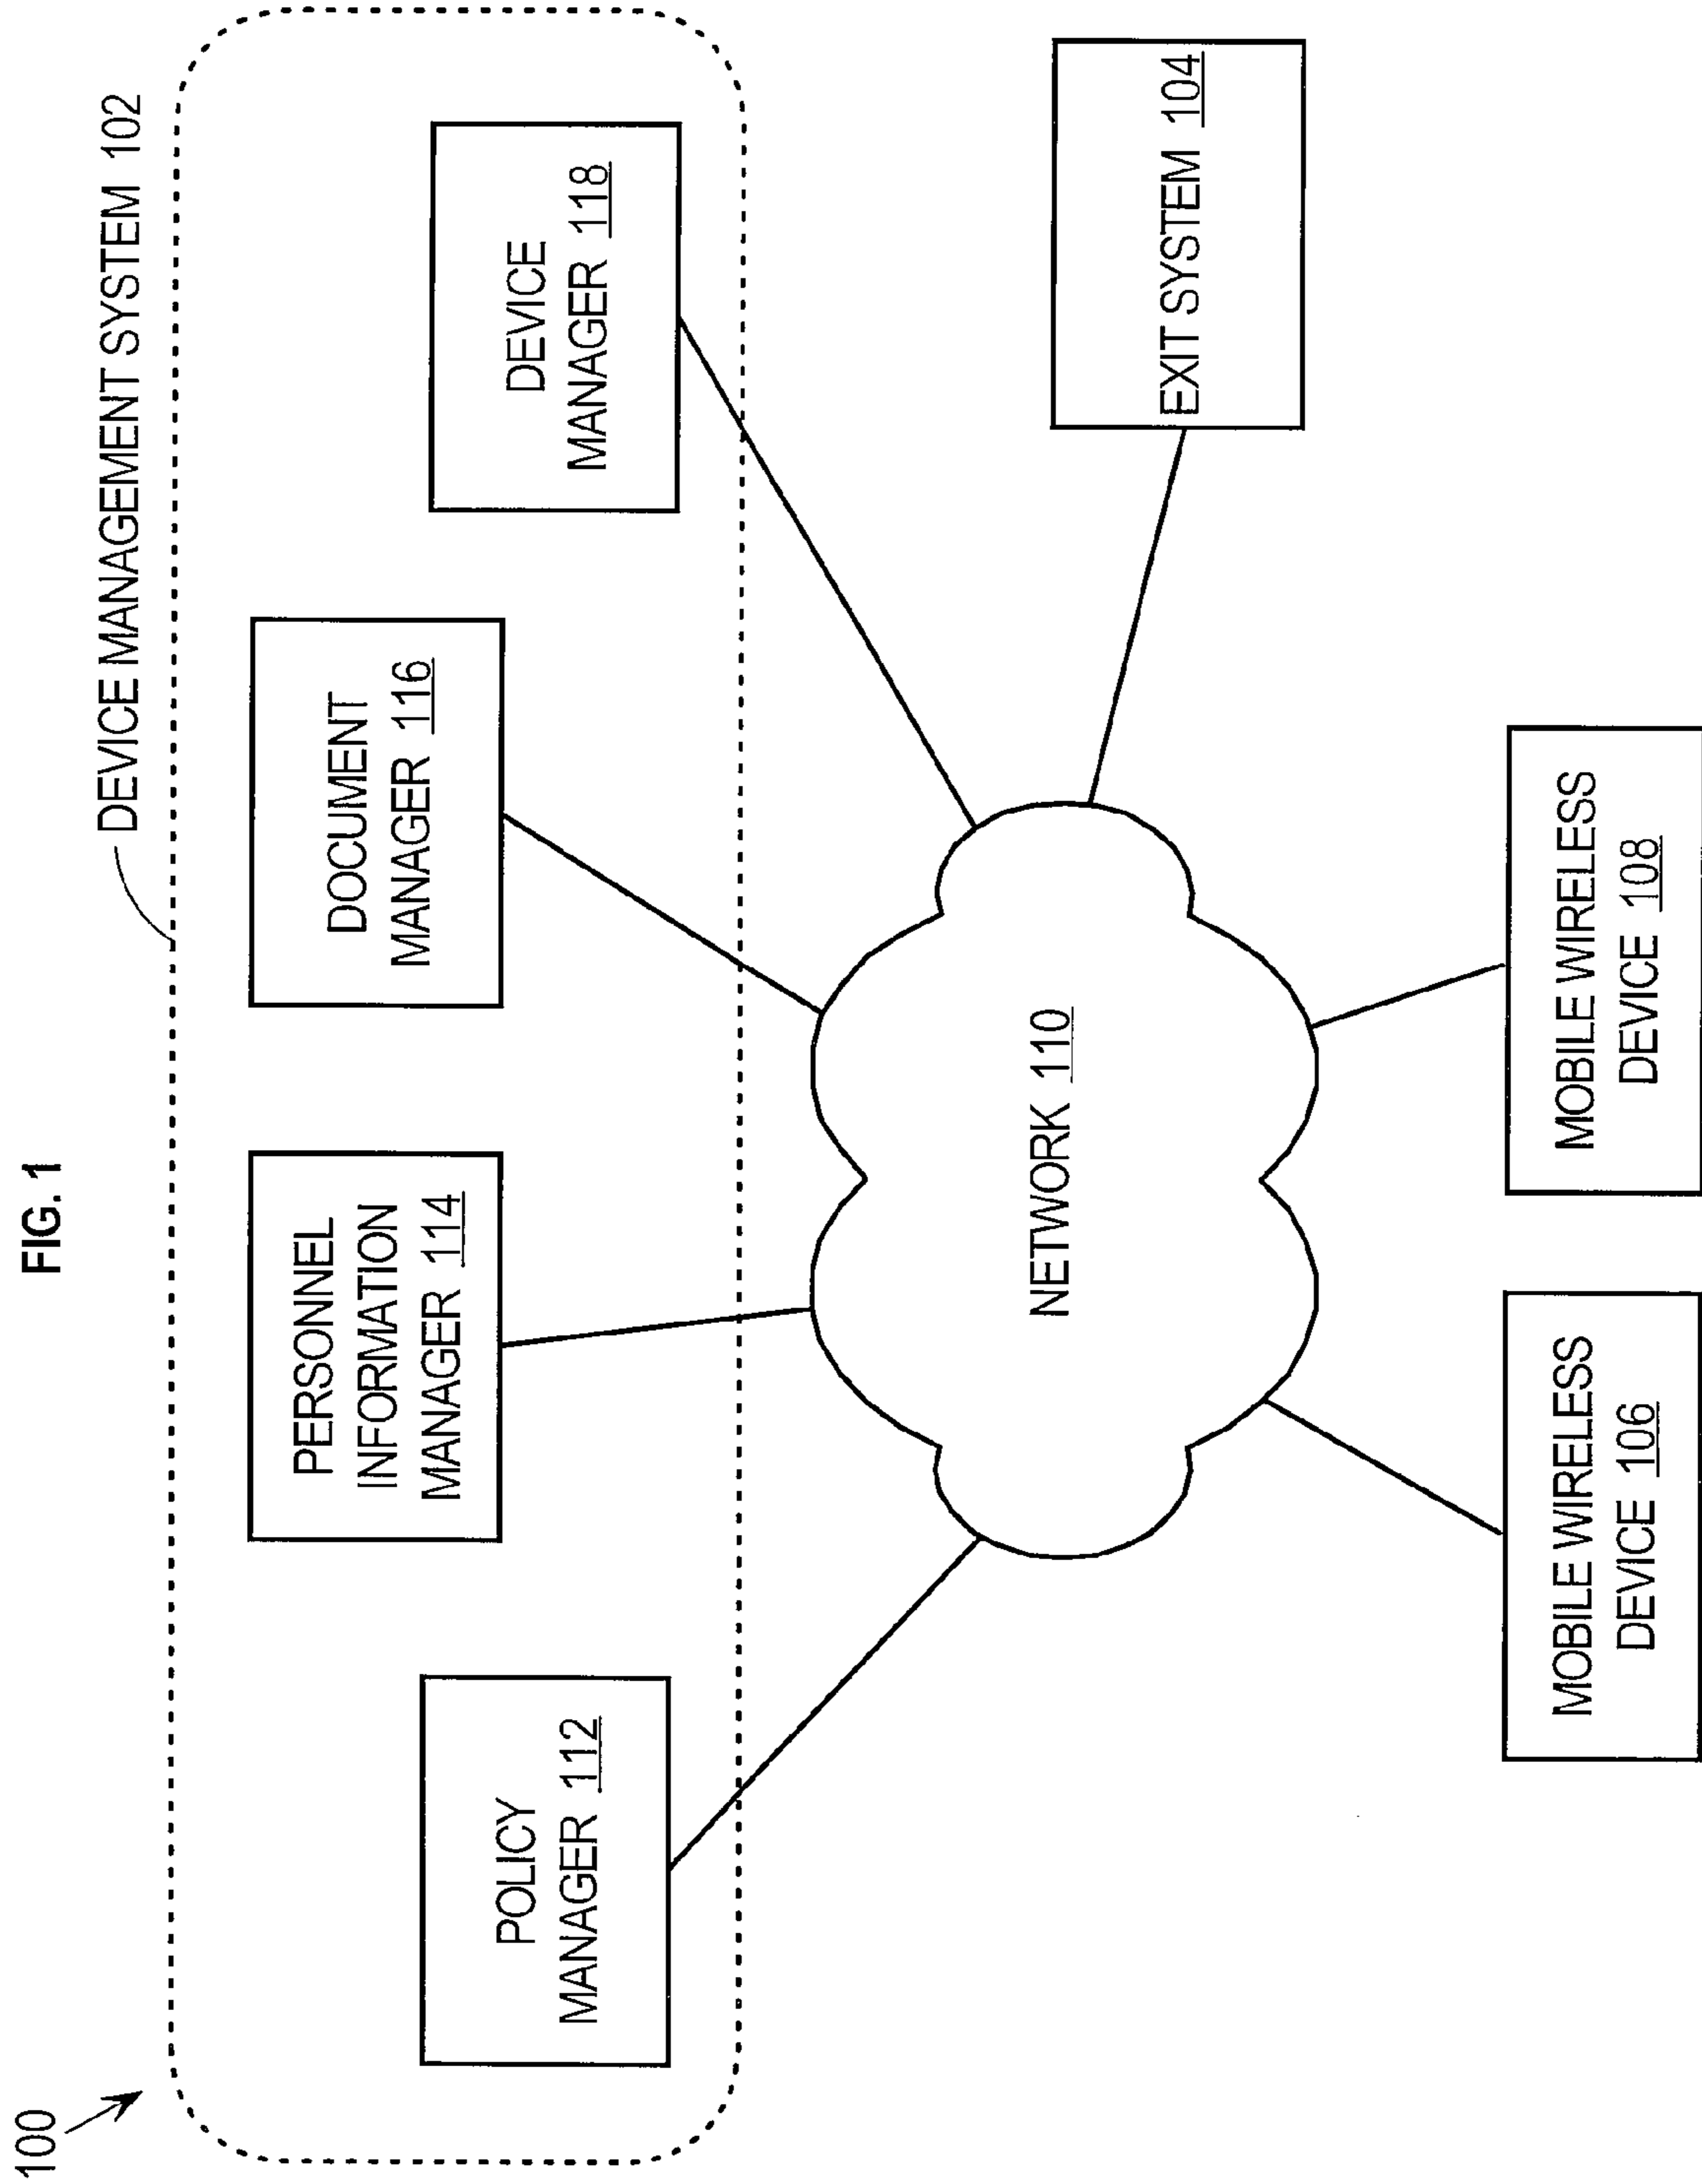 FIG. 1
100
DEVICE MANAGEMENT SYSTEM 102
POLICY
MANAGER 112
PERSONNEL
INFORMATION
MANAGER 114
DOCUMENT
MANAGER 116
DEVICE
MANAGER 118
NETWORK 110
EXIT SYSTEM 104
MOBILE WIRELESS
DEVICE 106
MOBILE WIRELESS
DEVICE 108